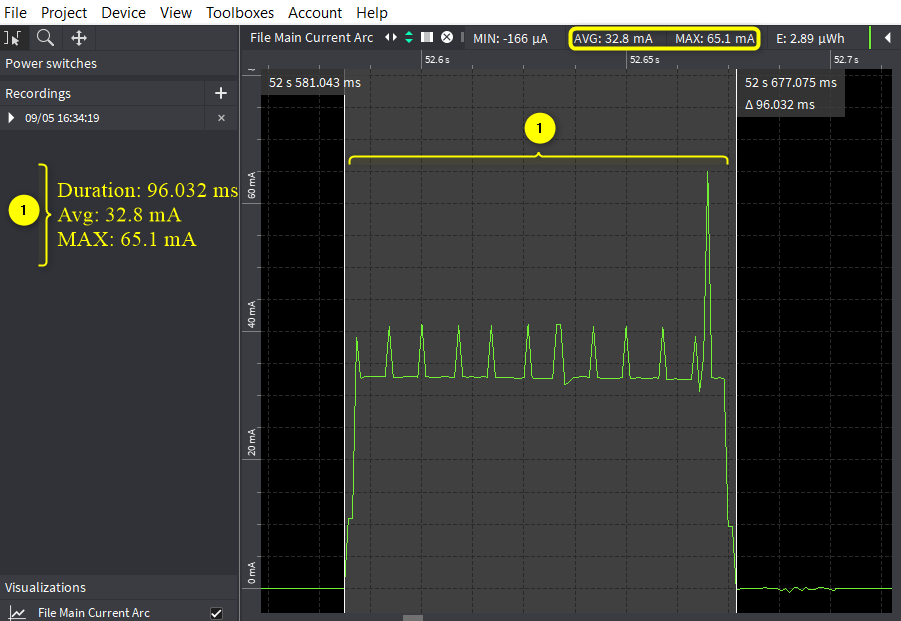 File Project Device View Toolboxes Account Help
File Main Current Arc MIN: -166 µA AVG: 32.8 mA MAX: 65.1 mA E: 2.89 µWh
Power switches
52.6 s 52.65 s 52.7 s
Recordings +
52 s 581.043 ms
52 s 677.075 ms
Δ 96.032 ms
09/05 16:34:19
1
1
Duration: 96.032 ms
Avg: 32.8 mA
MAX: 65.1 mA
60 mA
40 mA
20 mA
0 mA
Visualizations
File Main Current Arc